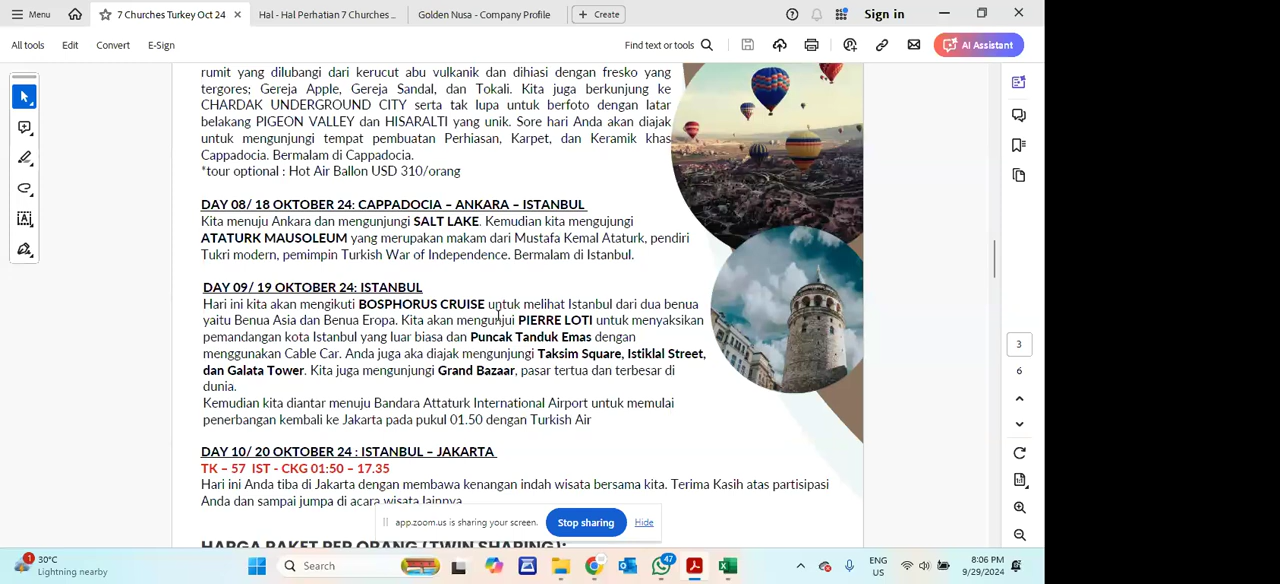 Menu
7 Churches Turkey Oct 24
Hal - Hal Perhatian 7 Churches ...
Golden Nusa - Company Profile
Create
Sign in
All tools
Edit
Convert
E-Sign
Find text or tools
AI Assistant
rumit yang dilubangi dari kerucut abu vulkanik dan dihiasi dengan fresko yang
tergores; Gereja Apple, Gereja Sandal, dan Tokali. Kita juga berkunjung ke
CHARDAK UNDERGROUND CITY serta tak lupa untuk berfoto dengan latar
belakang PIGEON VALLEY dan HISARALTI yang unik. Sore hari Anda akan diajak
untuk mengunjungi tempat pembuatan Perhiasan, Karpet, dan Keramik khas
Cappadocia. Bermalam di Cappadocia.
*tour optional : Hot Air Ballon USD 310/orang
DAY 08/ 18 OKTOBER 24: CAPPADOCIA – ANKARA – ISTANBUL
Kita menuju Ankara dan mengunjungi SALT LAKE. Kemudian kita mengujungi
ATATURK MAUSOLEUM yang merupakan makam dari Mustafa Kemal Ataturk, pendiri
Tukri modern, pemimpin Turkish War of Independence. Bermalam di Istanbul.
DAY 09/ 19 OKTOBER 24: ISTANBUL
Hari ini kita akan mengikuti BOSPHORUS CRUISE untuk melihat Istanbul dari dua benua
yaitu Benua Asia dan Benua Eropa. Kita akan mengunjui PIERRE LOTI untuk menyaksikan
pemandangan kota Istanbul yang luar biasa dan Puncak Tanduk Emas dengan
menggunakan Cable Car. Anda juga aka diajak mengunjungi Taksim Square, Istiklal Street,
dan Galata Tower. Kita juga mengunjungi Grand Bazaar, pasar tertua dan terbesar di
dunia.
Kemudian kita diantar menuju Bandara Attaturk International Airport untuk memulai
penerbangan kembali ke Jakarta pada pukul 01.50 dengan Turkish Air
DAY 10/ 20 OKTOBER 24 : ISTANBUL – JAKARTA
TK – 57 IST - CKG 01:50 – 17.35
Hari ini Anda tiba di Jakarta dengan membawa kenangan indah wisata bersama kita. Terima Kasih atas partisipasi
Anda dan sampai jumpa di acara wisata lainnya
HARGA PAKET PER ORANG (TWIN SHARING):
3
6
app.zoom.us is sharing your screen.
Stop sharing
Hide
1
30°C
Lightning nearby
Search
47
ENG
US
8:06 PM
9/29/2024